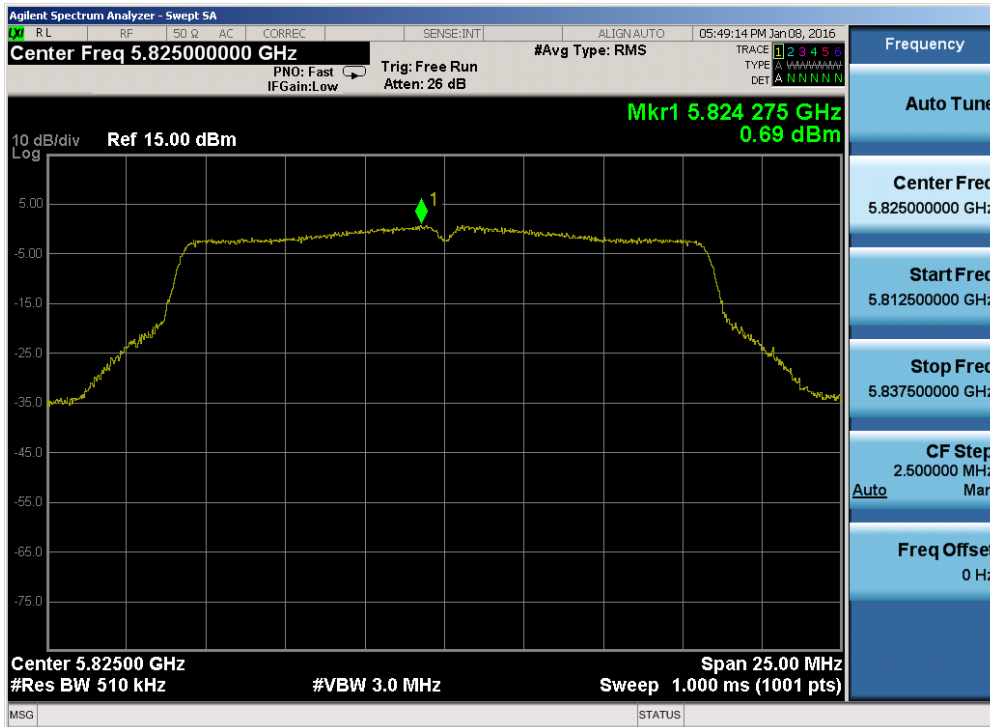 Agilent Spectrum Analyzer - Swept SA
LXI RL RF 50 Ω AC CORREC SENSE:INT ALIGN AUTO 05:49:14 PM Jan 08, 2016
Center Freq 5.825000000 GHz
PNO: Fast
IFGain:Low
Trig: Free Run
Atten: 26 dB
#Avg Type: RMS
TRACE 1 2 3 4 5 6
TYPE A WWWWW
DET A N N N N N
Mkr1 5.824 275 GHz
0.69 dBm
10 dB/div Ref 15.00 dBm
Log
1
5.00
-5.00
-15.0
-25.0
-35.0
-45.0
-55.0
-65.0
-75.0
Center 5.82500 GHz Span 25.00 MHz
#Res BW 510 kHz #VBW 3.0 MHz Sweep 1.000 ms (1001 pts)
MSG STATUS
Frequency
Auto Tune
Center Freq
5.825000000 GHz
Start Freq
5.812500000 GHz
Stop Freq
5.837500000 GHz
CF Step
2.500000 MHz
Auto Man
Freq Offset
0 Hz